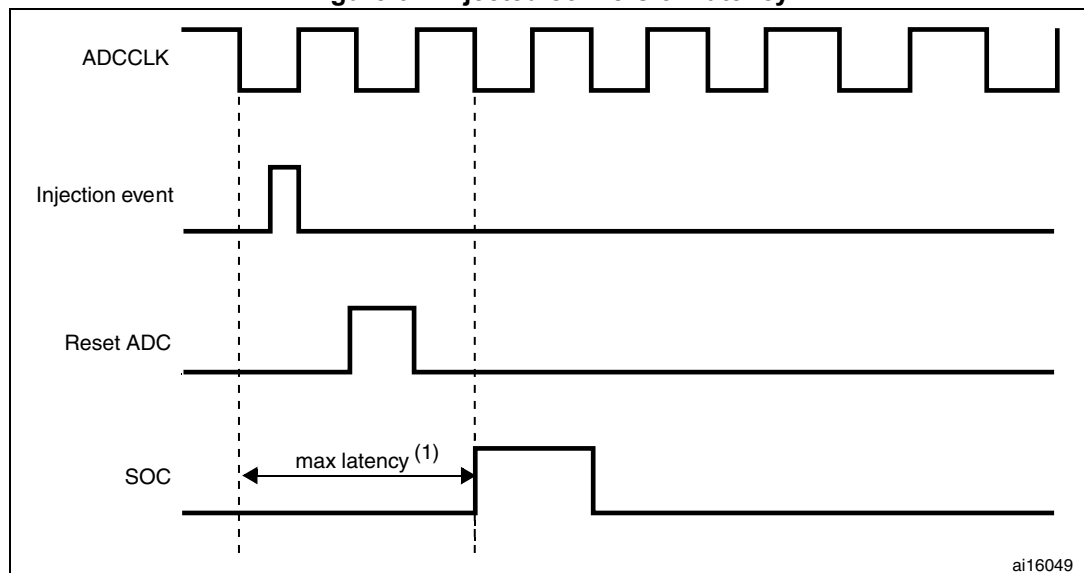 ADCCLK
Injection event
Reset ADC
max latency (1)
SOC
ai16049